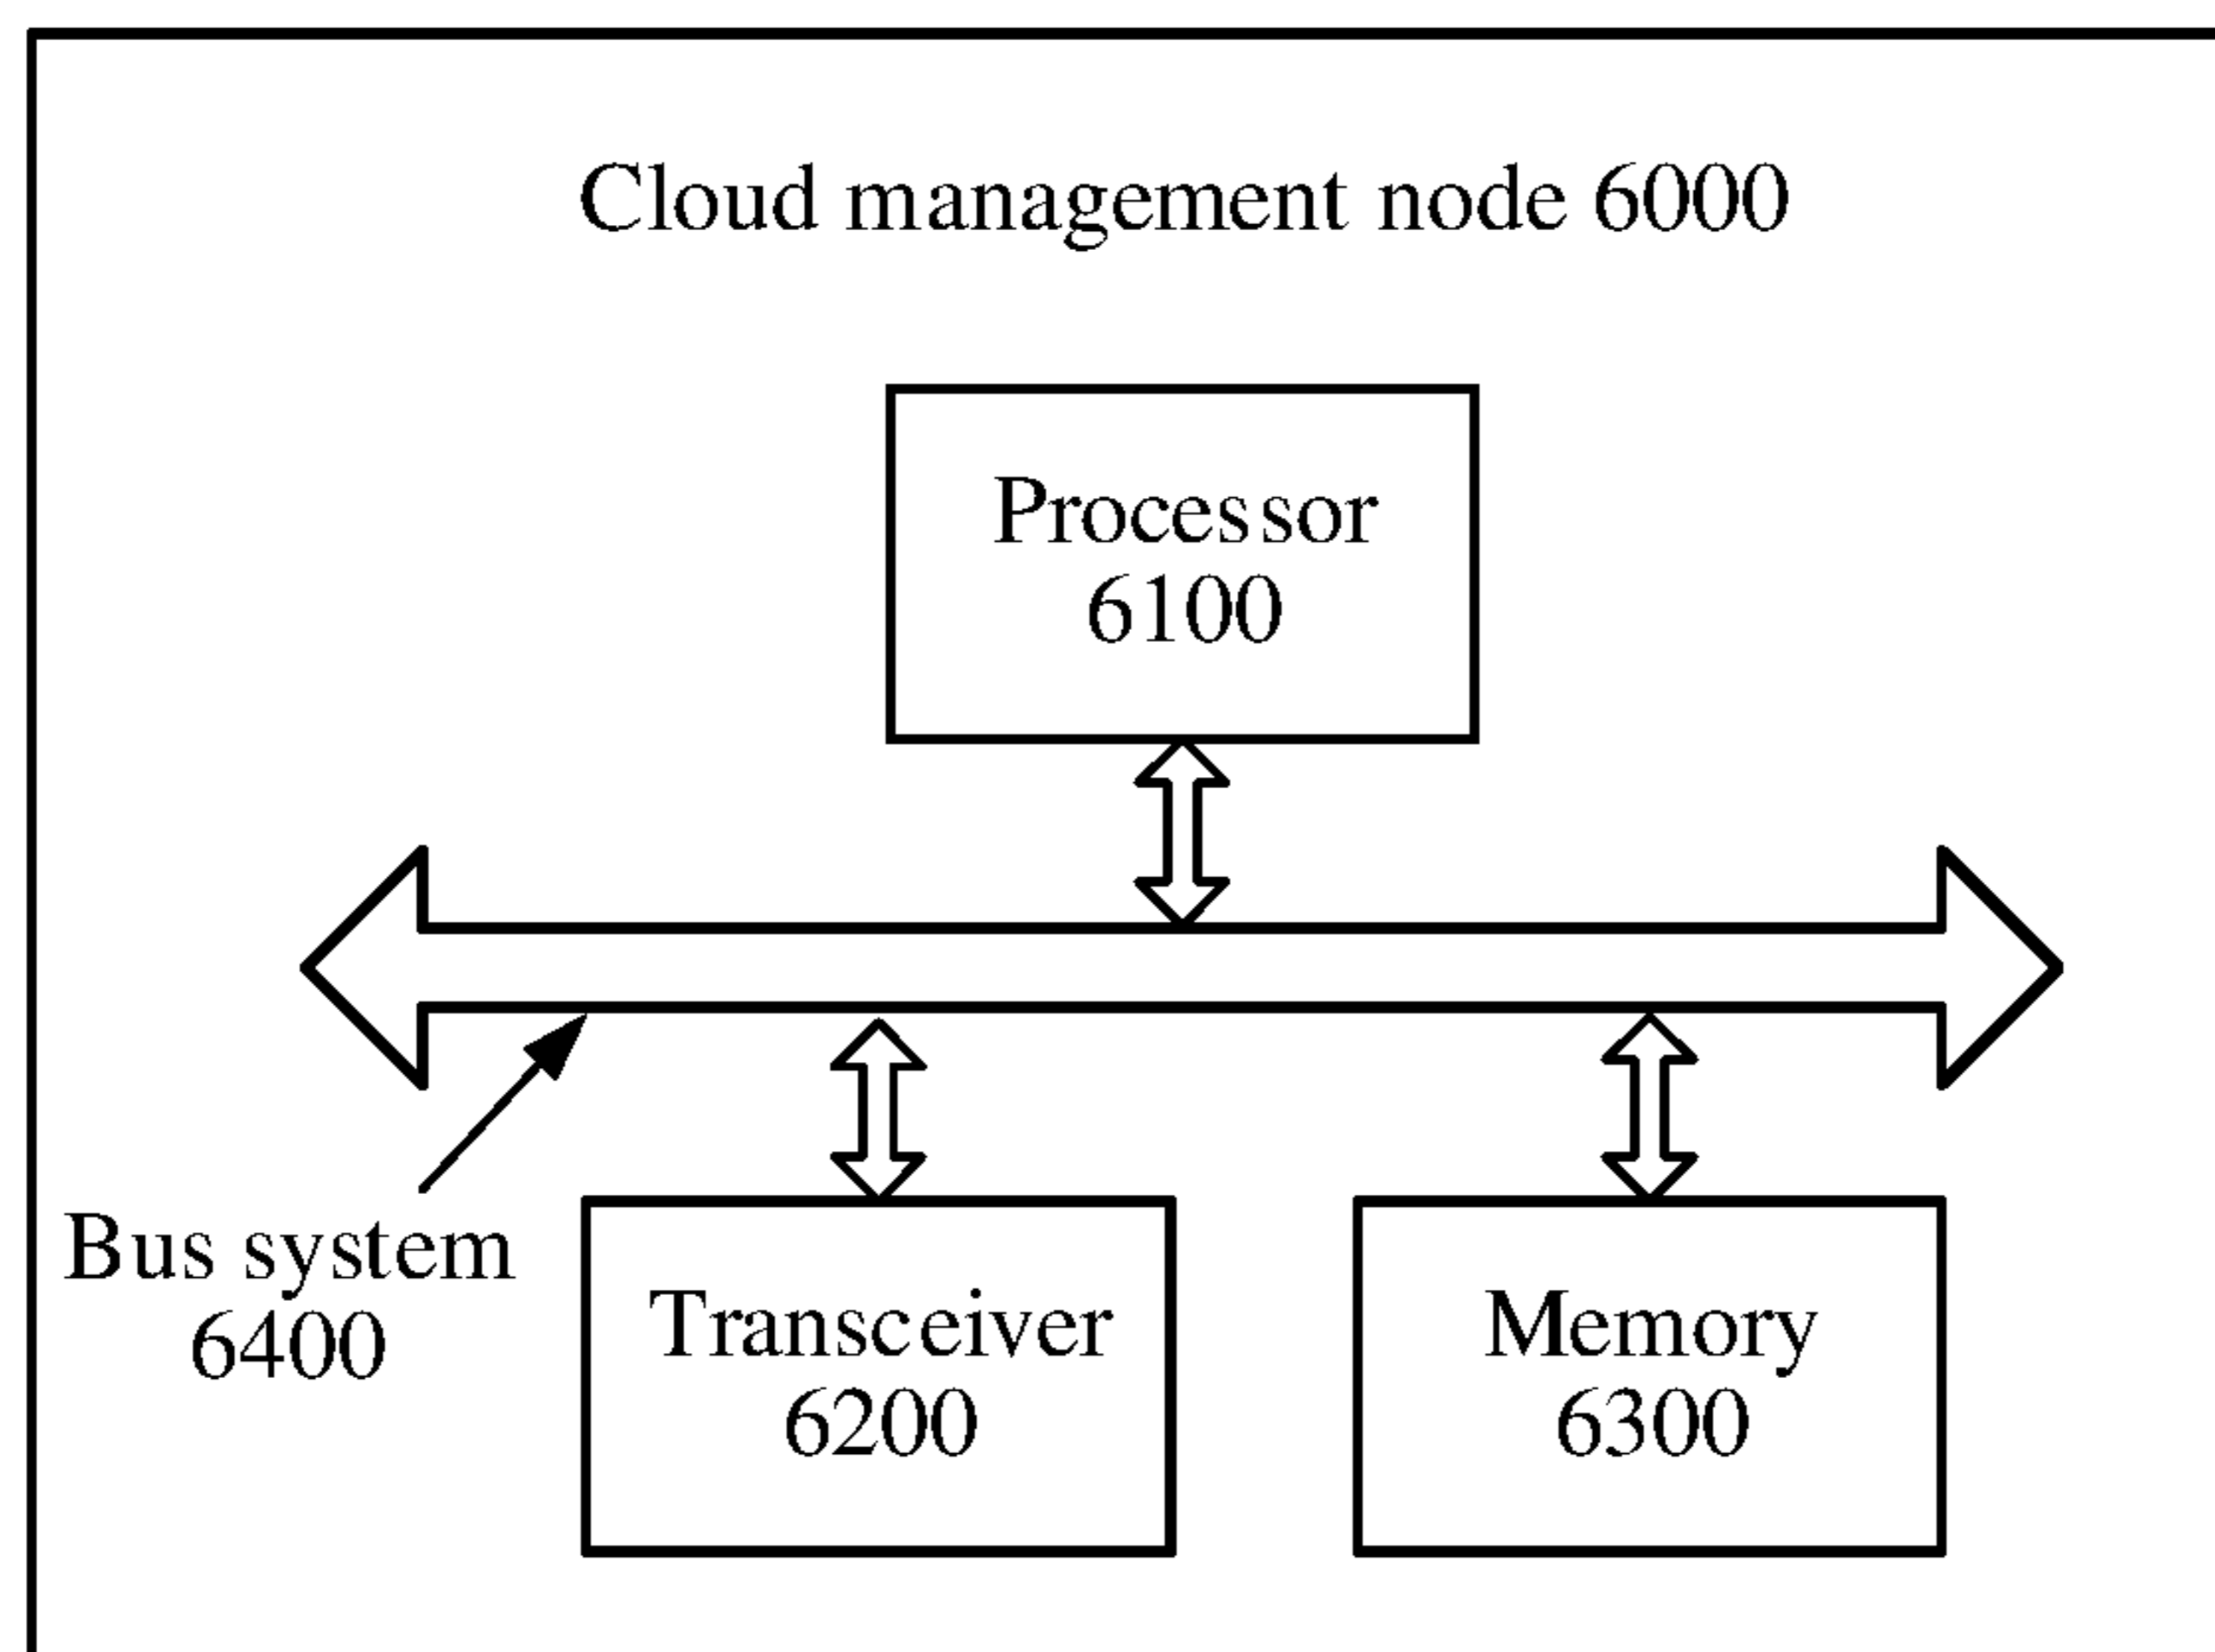 Cloud management node 6000
Processor
6100
Bus system
6400
Transceiver
6200
Memory
6300